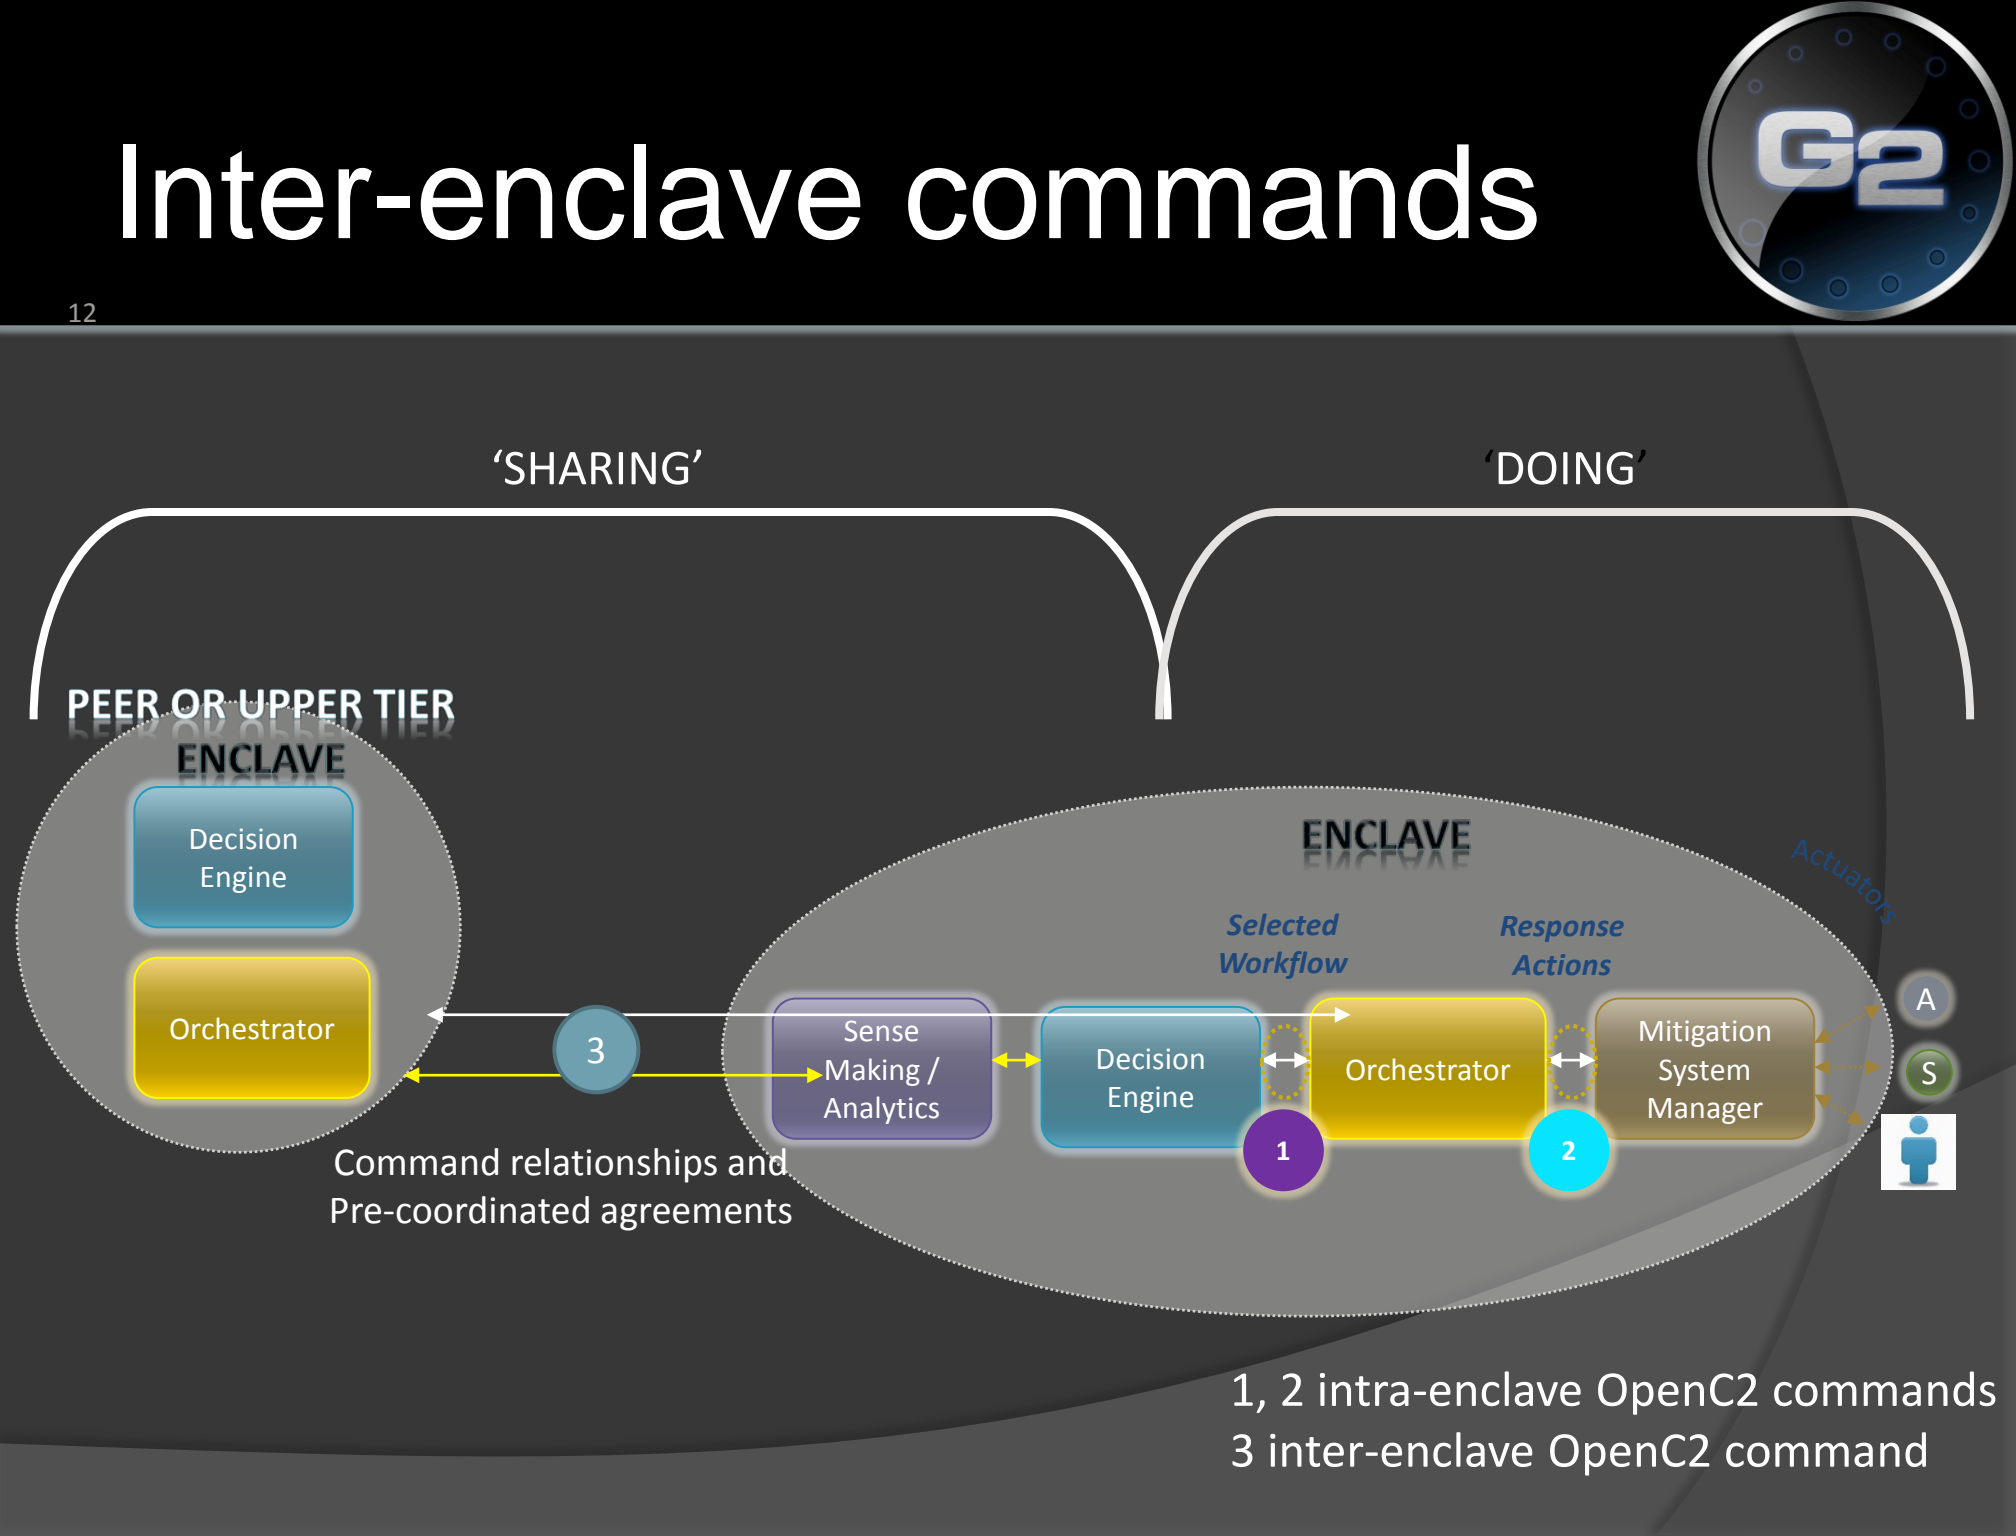 Inter-enclave commands
G2
12
‘SHARING’
‘DOING’
PEER OR UPPER TIER
ENCLAVE
Decision
Engine
Orchestrator
3
Command relationships and
Pre-coordinated agreements
ENCLAVE
Selected
Workflow
Response
Actions
Actuators
Sense
Making /
Analytics
Decision
Engine
Orchestrator
Mitigation
System
Manager
A
S
1
2
1, 2 intra-enclave OpenC2 commands
3 inter-enclave OpenC2 command